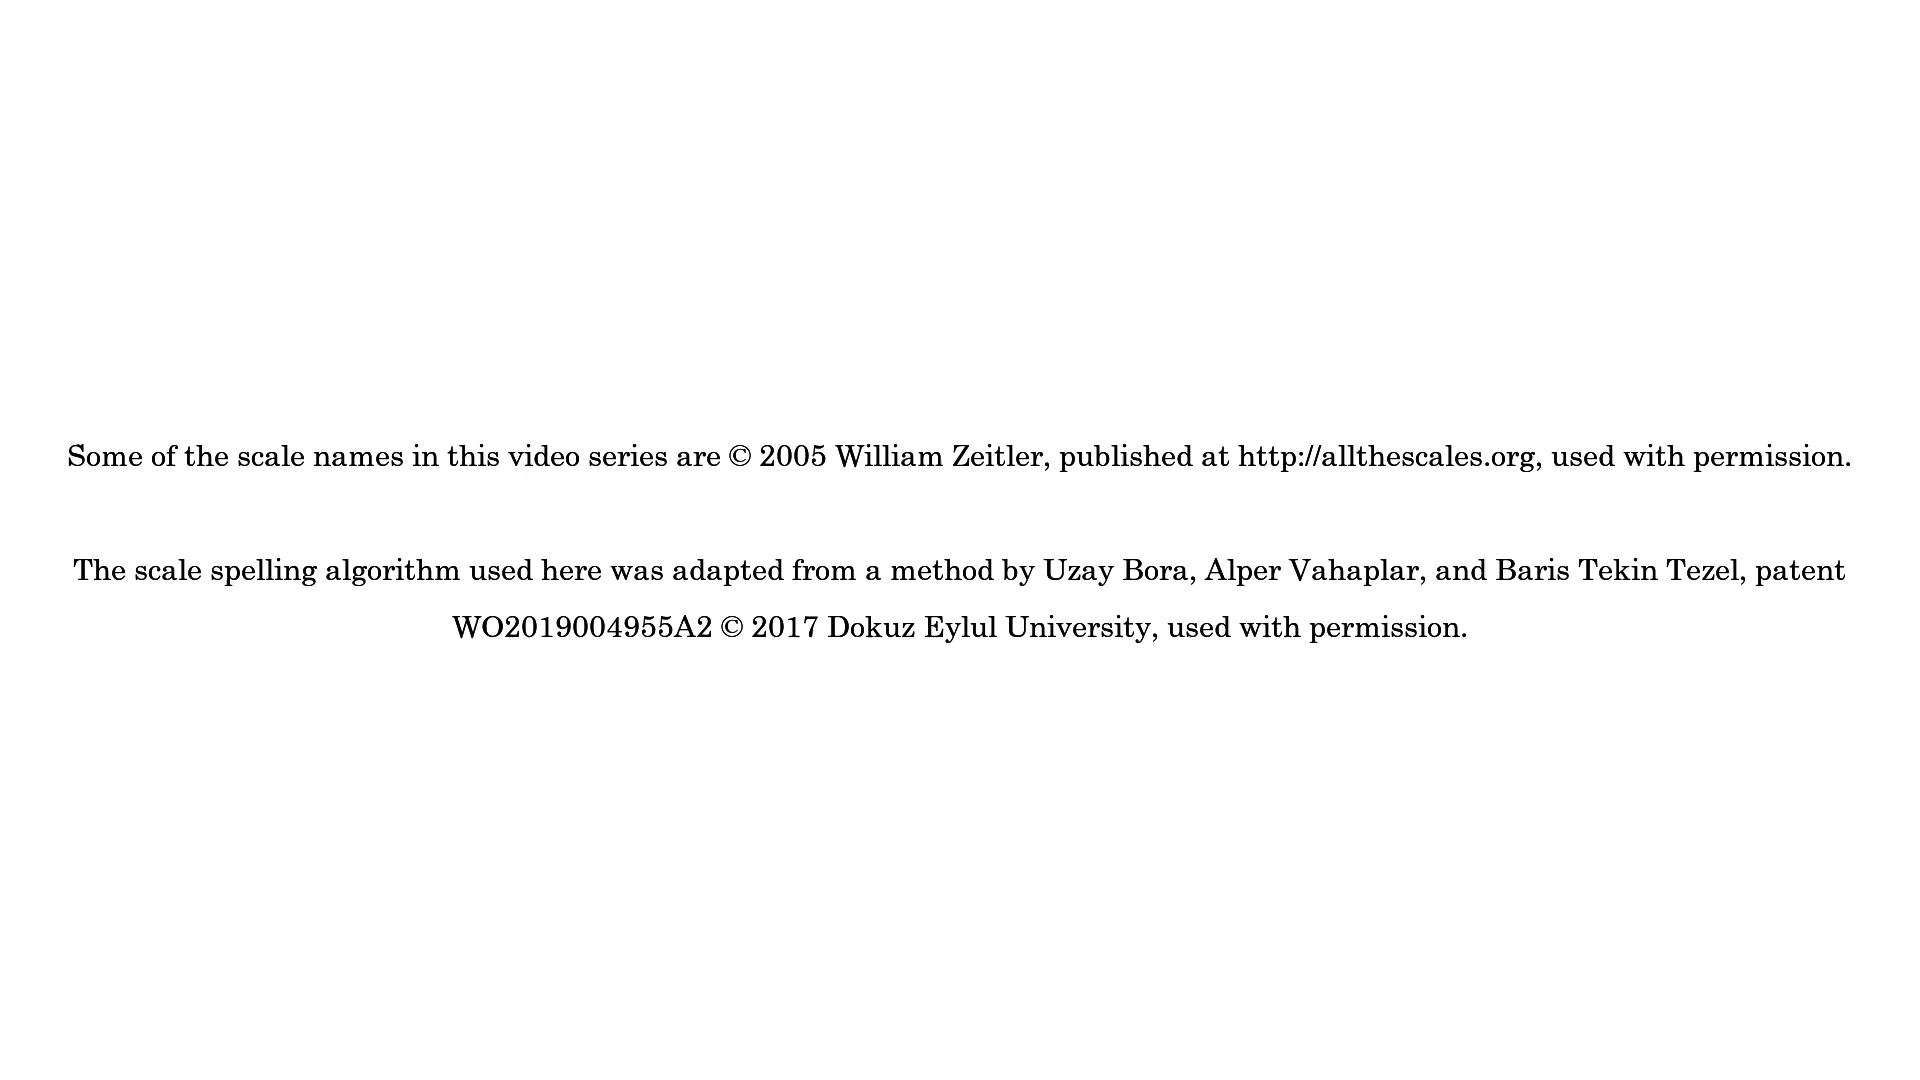 Some of the scale names in this video series are © 2005 William Zeitler, published at http://allthescales.org, used with permission.
The scale spelling algorithm used here was adapted from a method by Uzay Bora, Alper Vahaplar, and Baris Tekin Tezel, patent
WO2019004955A2 © 2017 Dokuz Eylul University, used with permission.